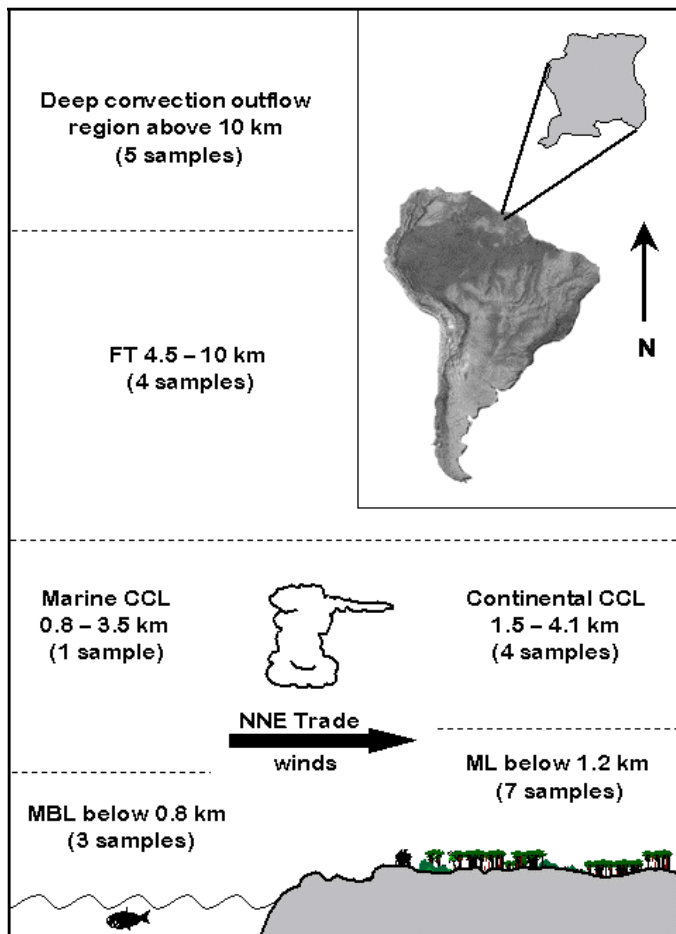 Deep convection outflow
region above 10 km
(5 samples)
N
FT 4.5 – 10 km
(4 samples)
Marine CCL
0.8 – 3.5 km
(1 sample)
Continental CCL
1.5 – 4.1 km
(4 samples)
NNE Trade
winds
ML below 1.2 km
(7 samples)
MBL below 0.8 km
(3 samples)